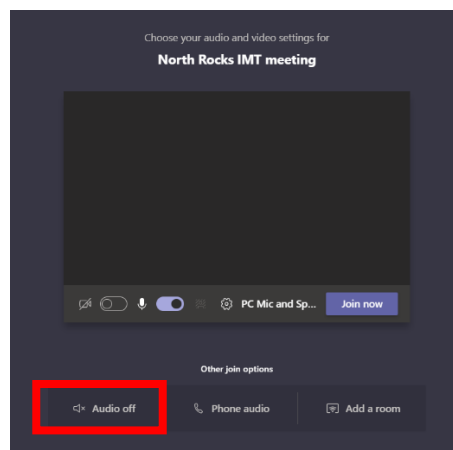 Choose your audio and video settings for
North Rocks IMT meeting
PC Mic and Sp... Join now
Other join options
Audio off Phone audio Add a room